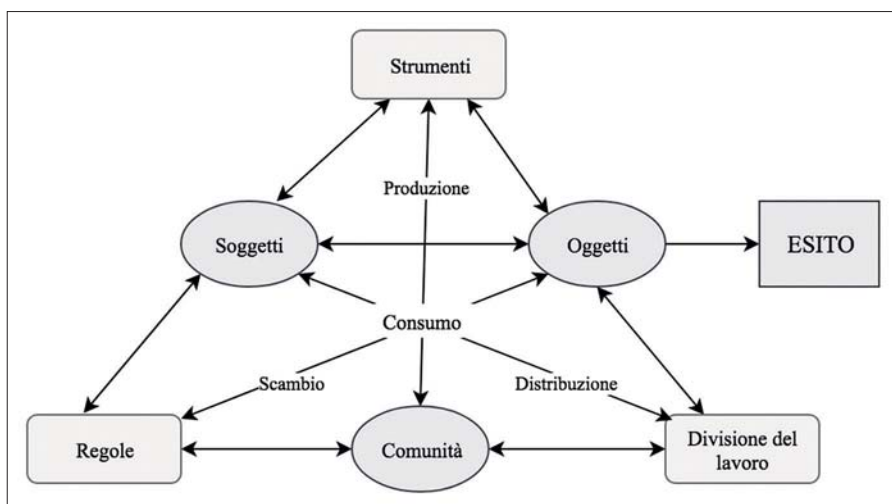 Strumenti
Produzione
Soggetti
Oggetti
ESITO
Consumo
Scambio
Distribuzione
Regole
Comunità
Divisione del
lavoro